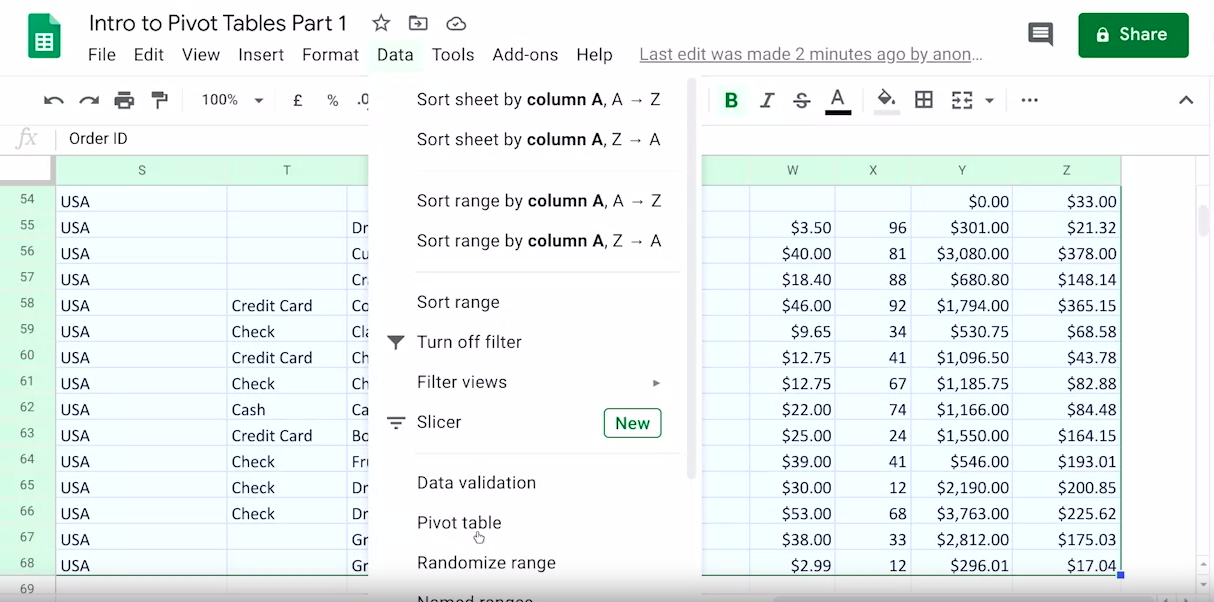 Intro to Pivot Tables Part 1
File Edit View Insert Format Data Tools Add-ons Help Last edit was made 2 minutes ago by anon...
Share
100% £ % .0 B I S A ...
fx Order ID
S T W X Y Z
54 USA $0.00 $33.00
55 USA Dr $3.50 96 $301.00 $21.32
56 USA Cu $40.00 81 $3,080.00 $378.00
57 USA Cr $18.40 88 $680.80 $148.14
58 USA Credit Card Co $46.00 92 $1,794.00 $365.15
59 USA Check Cla $9.65 34 $530.75 $68.58
60 USA Credit Card Ch $12.75 41 $1,096.50 $43.78
61 USA Check Ch $12.75 67 $1,185.75 $82.88
62 USA Cash Ca $22.00 74 $1,166.00 $84.48
63 USA Credit Card Bo $25.00 24 $1,550.00 $164.15
64 USA Check Fr $39.00 41 $546.00 $193.01
65 USA Check Dr $30.00 12 $2,190.00 $200.85
66 USA Check Dr $53.00 68 $3,763.00 $225.62
67 USA Gr $38.00 33 $2,812.00 $175.03
68 USA Gr $2.99 12 $296.01 $17.04
69
Sort sheet by column A, A → Z
Sort sheet by column A, Z → A
Sort range by column A, A → Z
Sort range by column A, Z → A
Sort range
Turn off filter
Filter views
Slicer New
Data validation
Pivot table
Randomize range
Named ranges